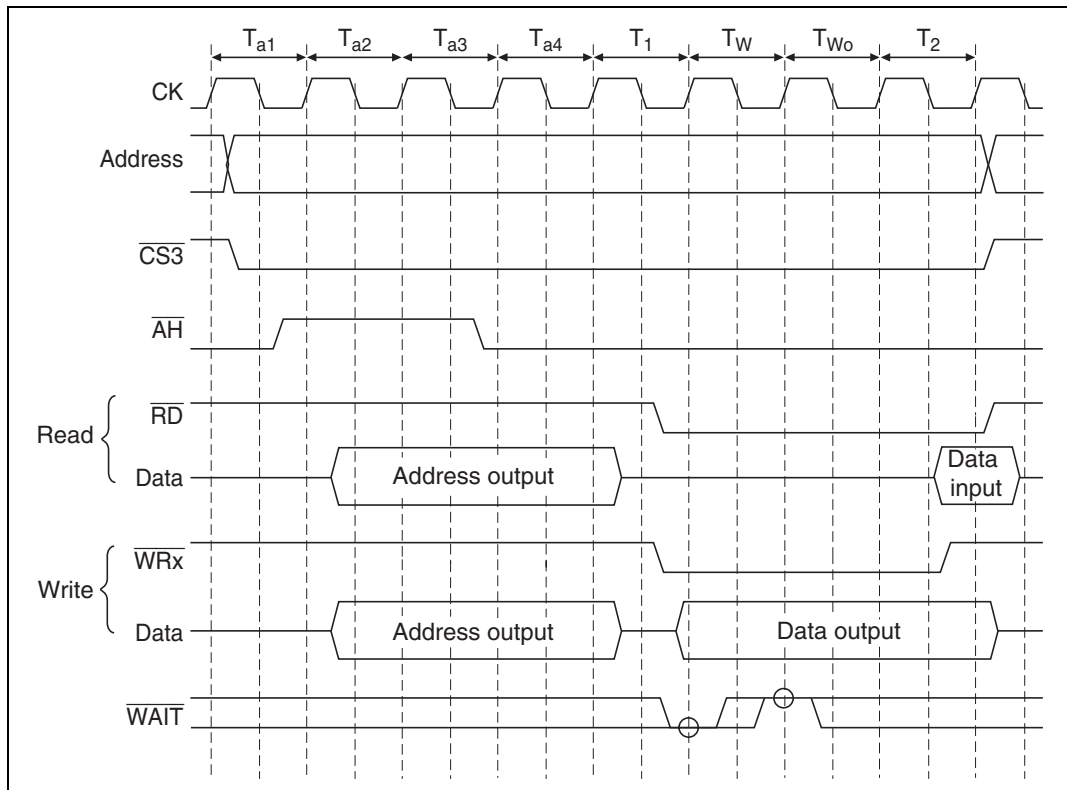 Ta1 Ta2 Ta3 Ta4 T1 TW TWo T2
CK
Address
CS3
AH
Read
RD
Data
Address output
Data
input
Write
WRx
Data
Address output
Data output
WAIT